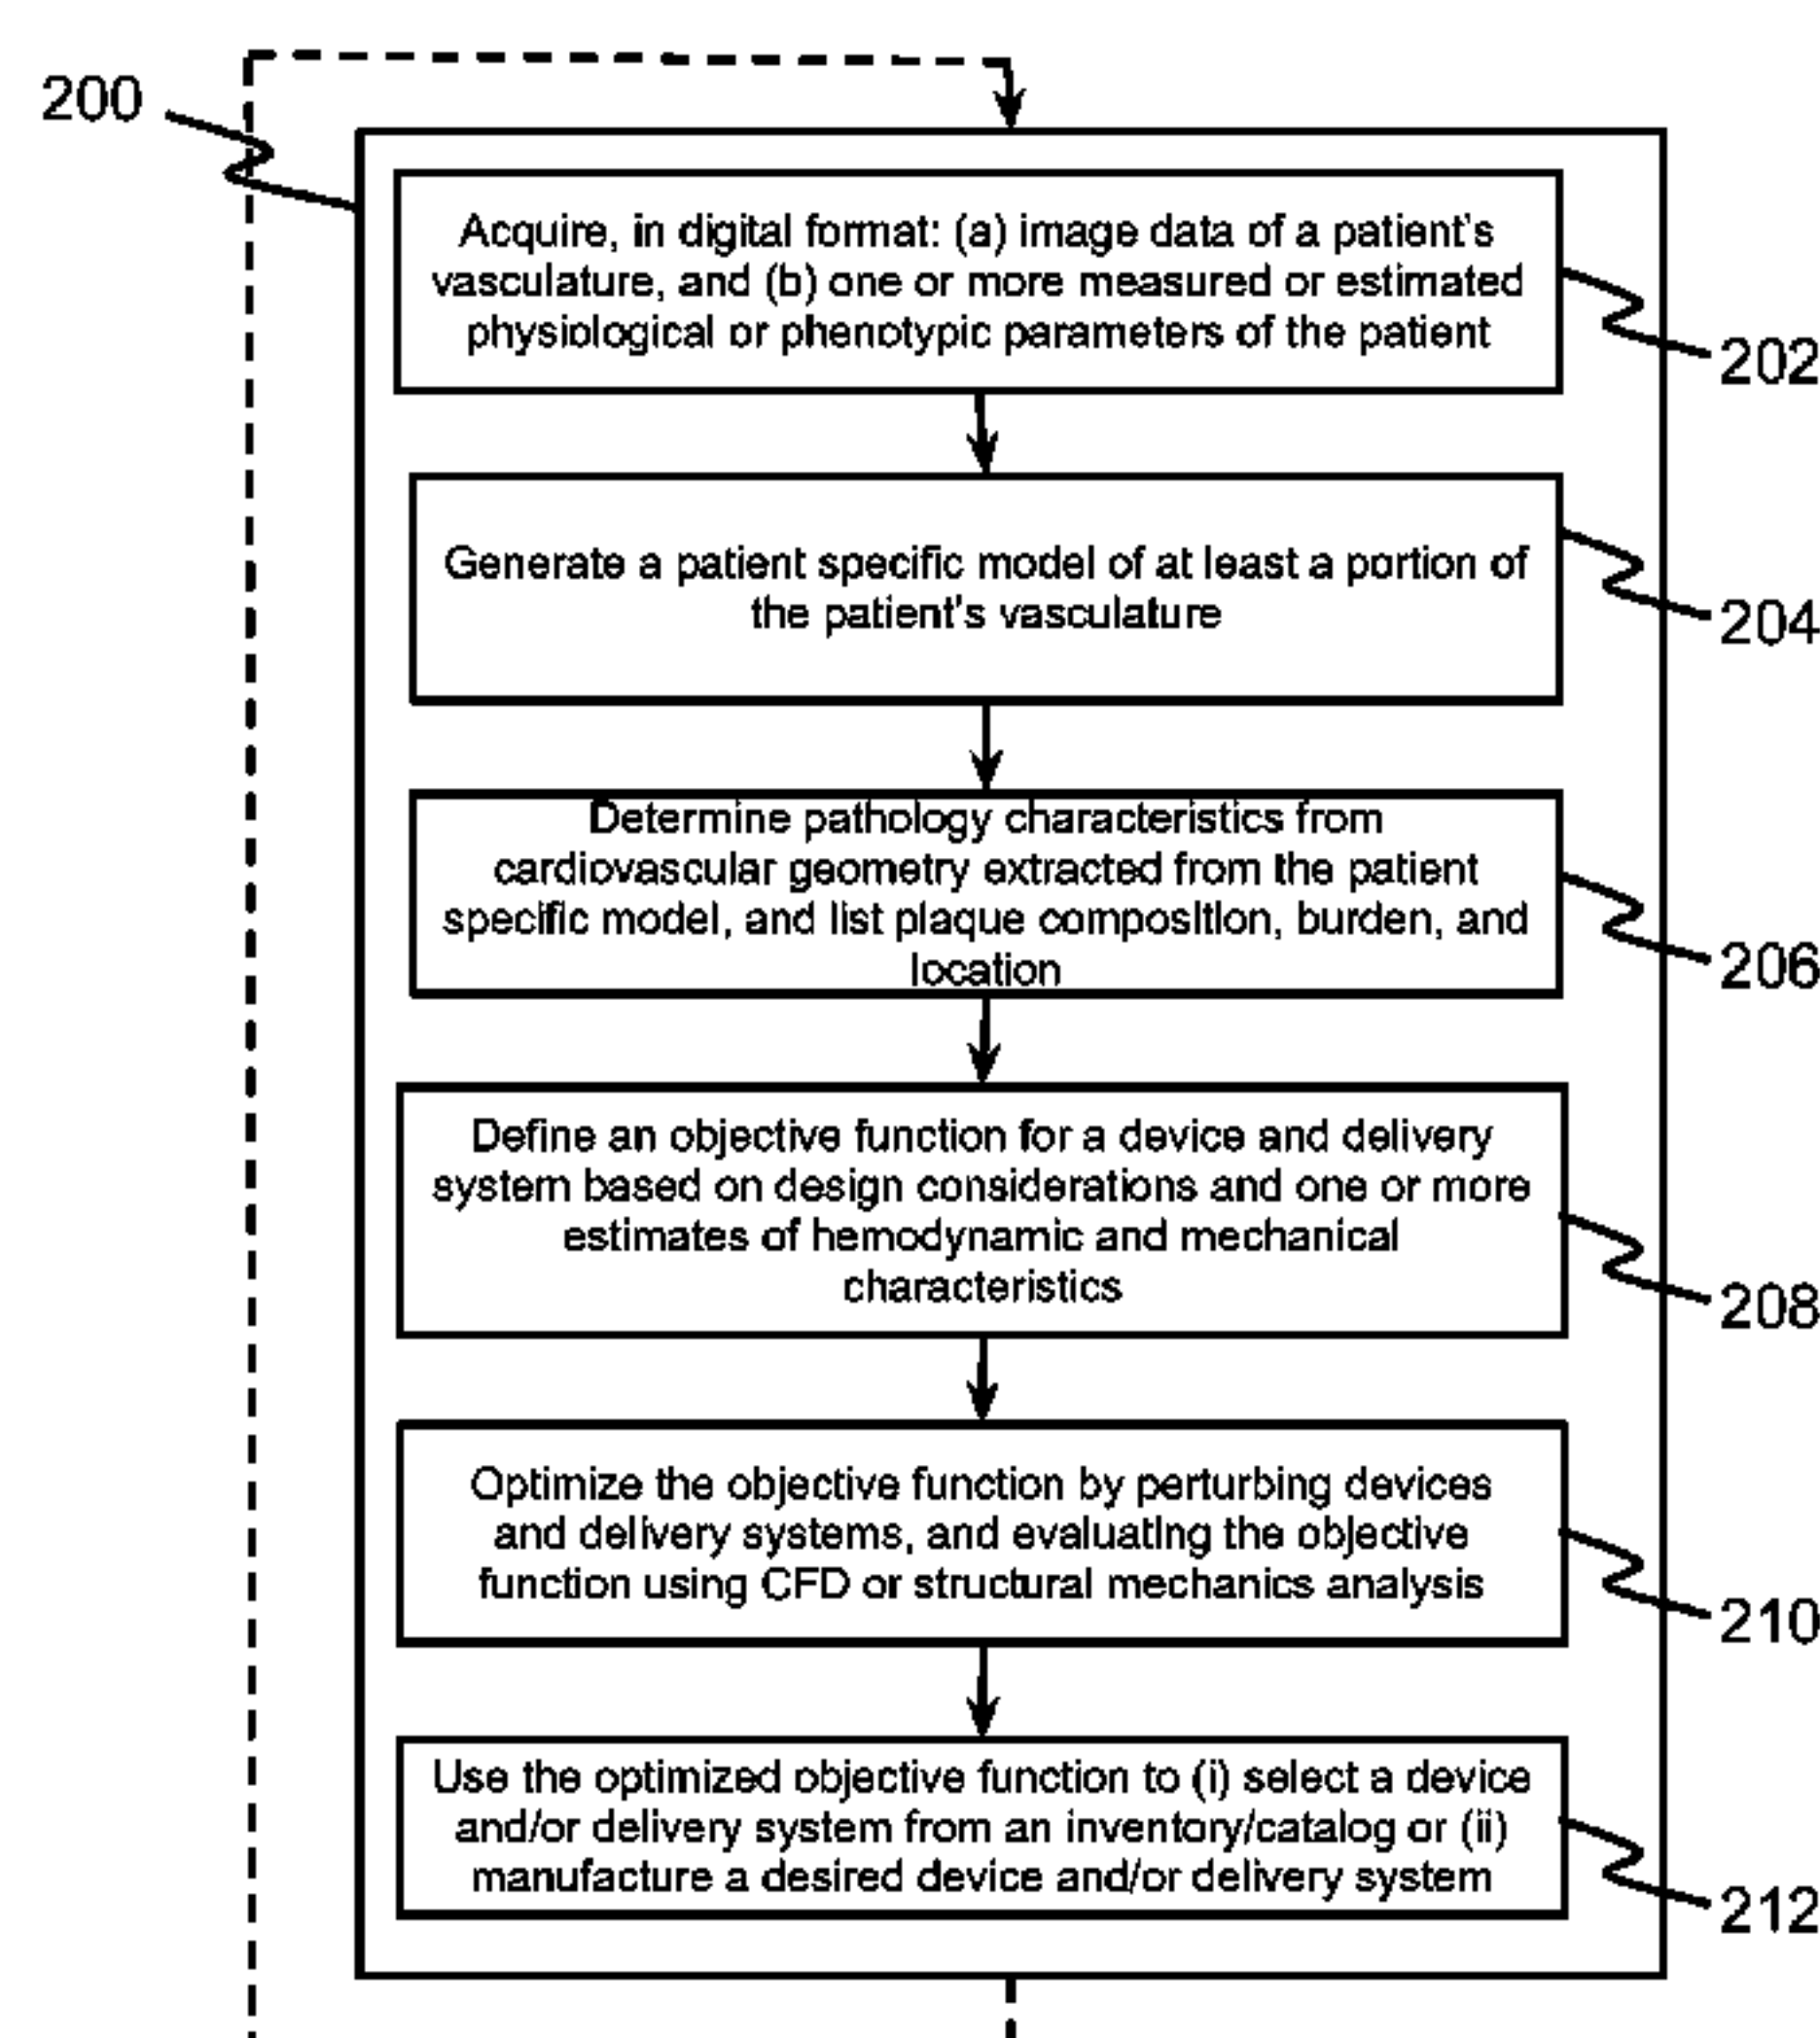 200
Acquire, in digital format: (a) image data of a patient's
vasculature, and (b) one or more measured or estimated
physiological or phenotypic parameters of the patient
202
Generate a patient specific model of at least a portion of
the patient's vasculature
204
Determine pathology characteristics from
cardiovascular geometry extracted from the patient
specific model, and list plaque composition, burden, and
location
206
Define an objective function for a device and delivery
system based on design considerations and one or more
estimates of hemodynamic and mechanical
characteristics
208
Optimize the objective function by perturbing devices
and delivery systems, and evaluating the objective
function using CFD or structural mechanics analysis
210
Use the optimized objective function to (i) select a device
and/or delivery system from an inventory/catalog or (ii)
manufacture a desired device and/or delivery system
212